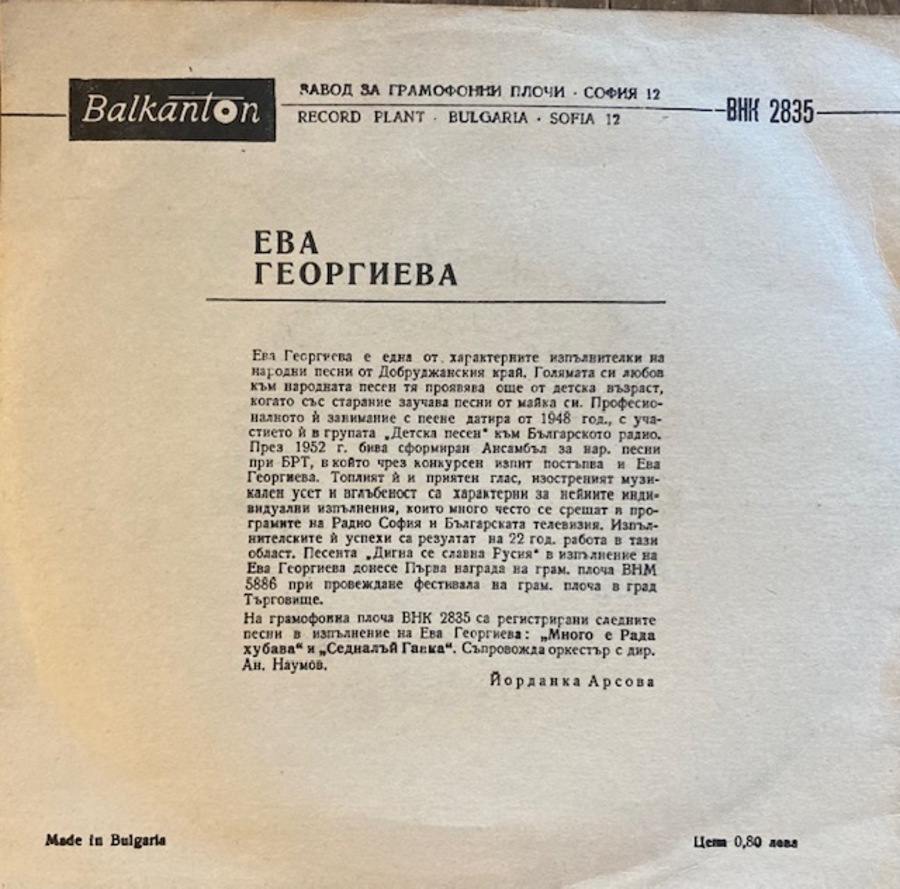 Balkanton
ЗАВОД ЗА ГРАМОФОННИ ПЛОЧИ · СОФИЯ 12
RECORD PLANT · BULGARIA · SOFIA 12
ВНК 2835
ЕВА
ГЕОРГИЕВА
Ева Георгиева е една от характерните изпълнителки на
народни песни от Добруджанския край. Голямата си любов
към народната песен тя проявява още от детска възраст,
когато със старание заучава песни от майка си. Професио-
налното ѝ занимание с пеене датира от 1948 год., с уча-
стието ѝ в групата „Детска песен" към Българското радио.
През 1952 г. бива сформиран Ансамбъл за нар. песни
при БРТ, в който чрез конкурсен изпит постъпва и Ева
Георгиева. Топлият ѝ и приятен глас, изостреният музи-
кален усет и вглъбеност са характерни за нейните инди-
видуални изпълнения, които много често се срещат в про-
грамите на Радио София и Българската телевизия. Изпъл-
нителските ѝ успехи са резултат на 22 год. работа в тази
област. Песента „Дигна се славна Русия" в изпълнение на
Ева Георгиева донесе Първа награда на грам. плоча ВНМ
5886 при провеждане фестивала на грам. плоча в град
Търговище.
На грамофонна плоча ВНК 2835 са регистрирани следните
песни в изпълнение на Ева Георгиева: „Много е Рада
хубава" и „Седналъй Ганка". Съпровожда оркестър с дир.
Ан. Наумов.
Йорданка Арсова
Made in Bulgaria
Цена 0,80 лева